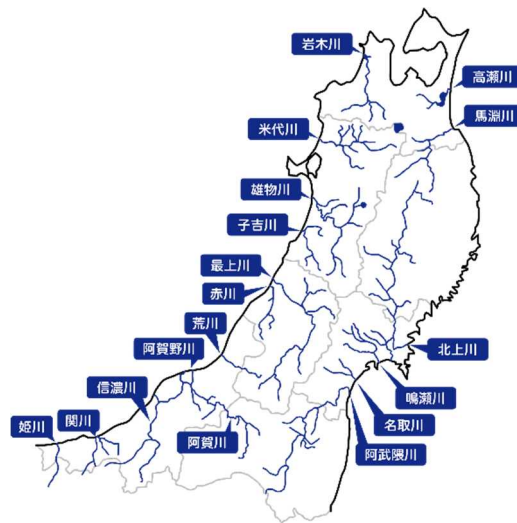 岩木川
高瀬川
馬淵川
米代川
雄物川
子吉川
最上川
赤川
荒川
阿賀野川
信濃川
関川
姫川
阿賀川
北上川
鳴瀬川
名取川
阿武隈川